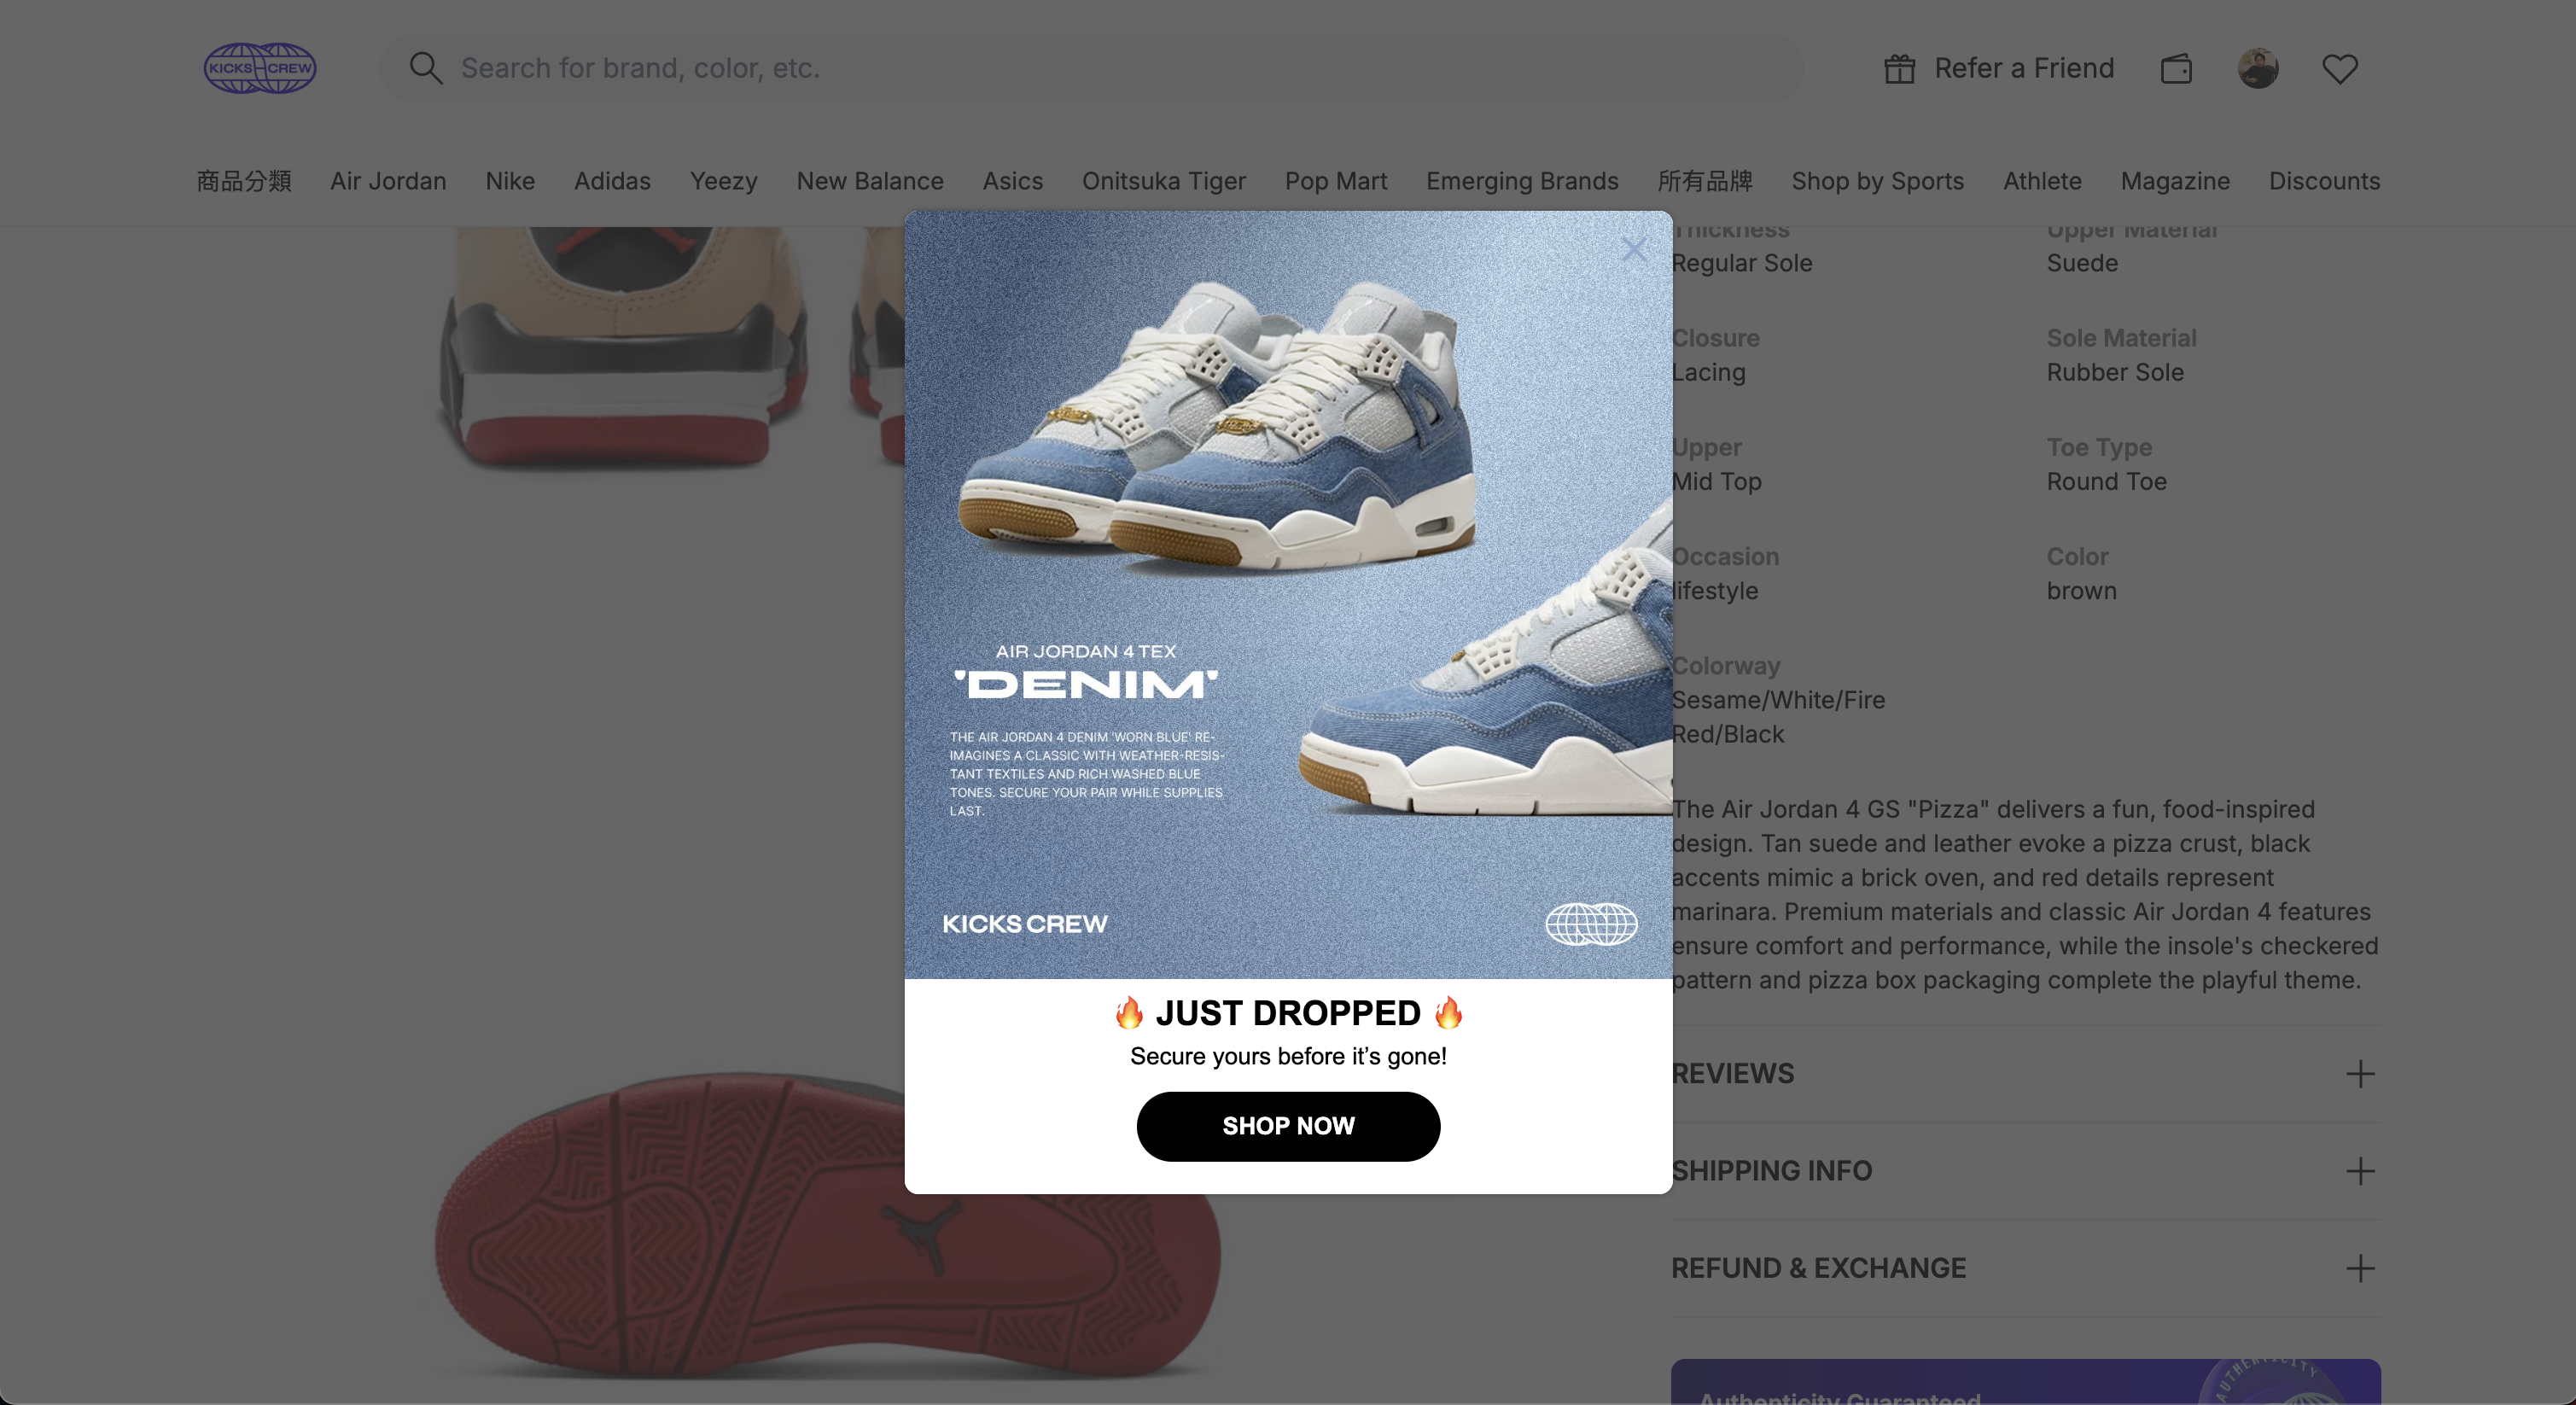 KICKS CREW
Search for brand, color, etc.
Refer a Friend
商品分類 Air Jordan Nike Adidas Yeezy New Balance Asics Onitsuka Tiger Pop Mart Emerging Brands 所有品牌 Shop by Sports Athlete Magazine Discounts
Thickness
Regular Sole
Upper Material
Suede
Closure
Lacing
Sole Material
Rubber Sole
Upper
Mid Top
Toe Type
Round Toe
Occasion
lifestyle
Color
brown
Colorway
Sesame/White/Fire
Red/Black
The Air Jordan 4 GS "Pizza" delivers a fun, food-inspired
design. Tan suede and leather evoke a pizza crust, black
accents mimic a brick oven, and red details represent
marinara. Premium materials and classic Air Jordan 4 features
ensure comfort and performance, while the insole's checkered
pattern and pizza box packaging complete the playful theme.
REVIEWS
SHIPPING INFO
REFUND & EXCHANGE
Authenticity Guaranteed
AUTHENTICITY
AIR JORDAN 4 TEX
'DENIM'
THE AIR JORDAN 4 DENIM 'WORN BLUE' RE-
IMAGINES A CLASSIC WITH WEATHER-RESIS-
TANT TEXTILES AND RICH WASHED BLUE
TONES. SECURE YOUR PAIR WHILE SUPPLIES
LAST.
KICKS CREW
🔥 JUST DROPPED 🔥
Secure yours before it’s gone!
SHOP NOW